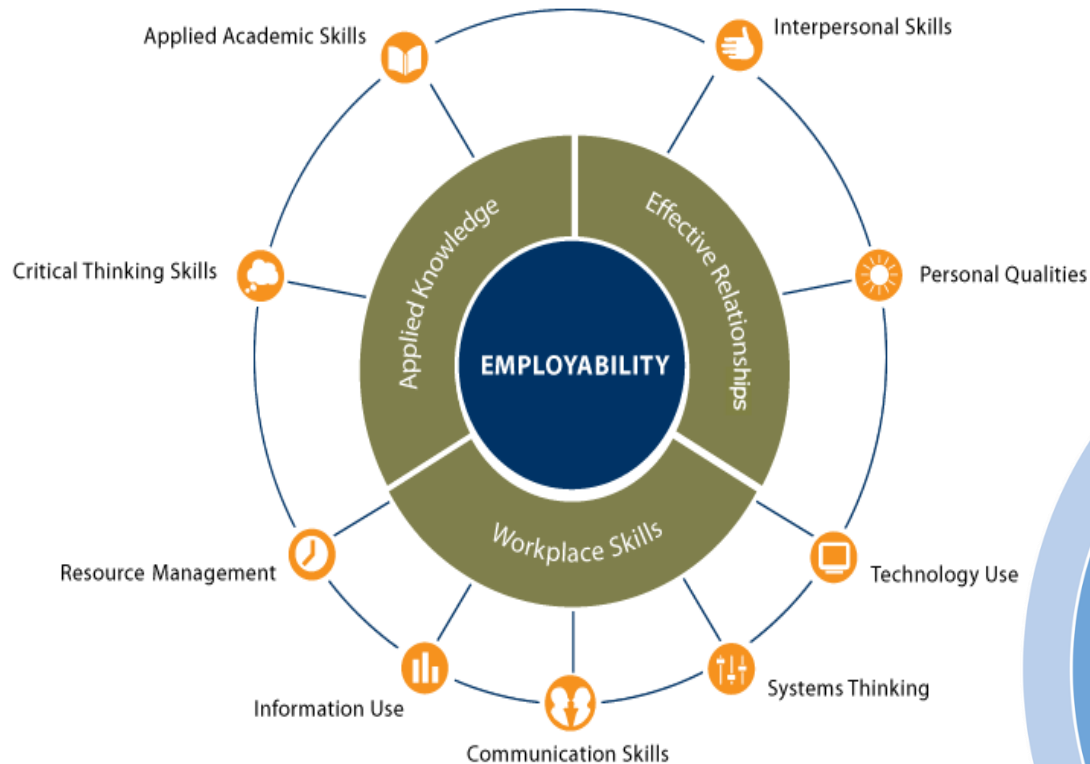 Applied Academic Skills
Interpersonal Skills
Applied Knowledge
Effective Relationships
Critical Thinking Skills
Personal Qualities
EMPLOYABILITY
Workplace Skills
Resource Management
Technology Use
Information Use
Systems Thinking
Communication Skills